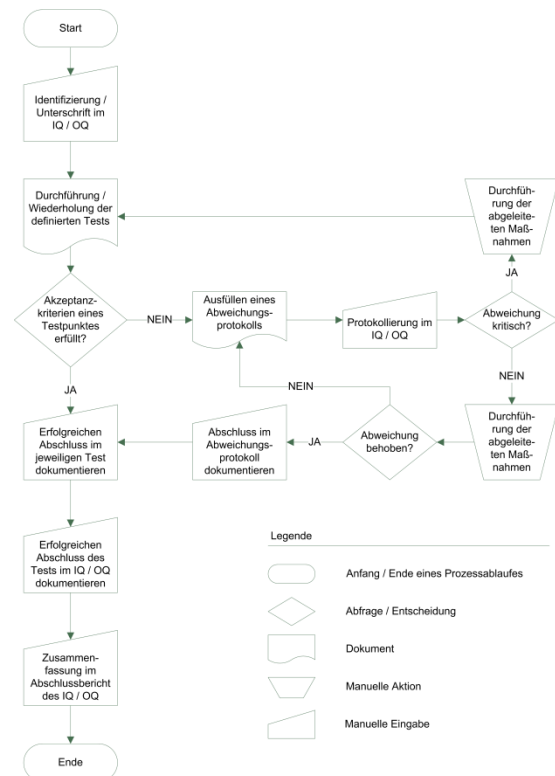 Start
Identifizierung /
Unterschrift im
IQ / OQ
Durchführung /
Wiederholung der
definierten Tests
Durchfüh-
rung der
abgeleite-
ten Maß-
nahmen
JA
Akzeptanz-
kriterien eines
Testpunktes
erfüllt?
NEIN
Ausfüllen eines
Abweichungs-
protokolls
Protokollierung im
IQ / OQ
Abweichung
kritisch?
NEIN
NEIN
JA
Erfolgreichen
Abschluss im
jeweiligen Test
dokumentieren
Abschluss im
Abweichungs-
protokoll
dokumentieren
JA
Abweichung
behoben?
Durchfüh-
rung der
abgeleite-
ten Maß-
nahmen
Erfolgreichen
Abschluss des
Tests im IQ / OQ
dokumentieren
Zusammen-
fassung im
Abschlussbericht
des IQ / OQ
Ende
Legende
Anfang / Ende eines Prozessablaufes
Abfrage / Entscheidung
Dokument
Manuelle Aktion
Manuelle Eingabe